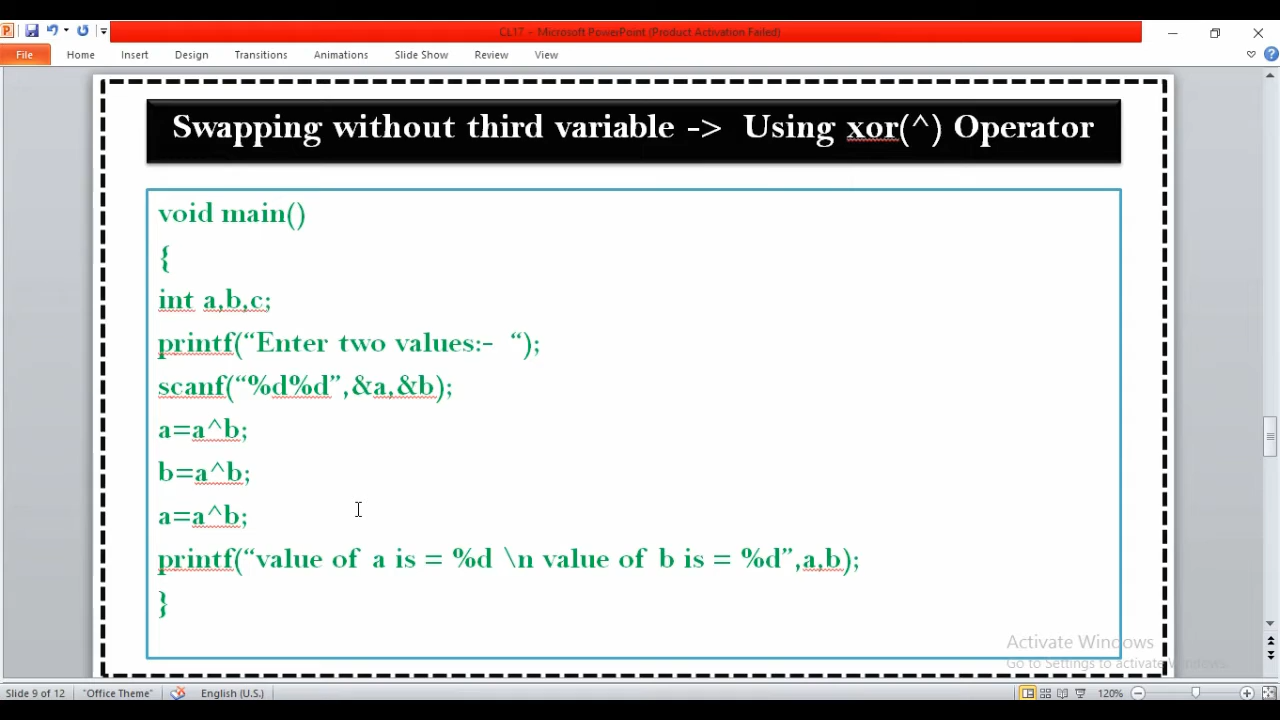 CL17 - Microsoft PowerPoint (Product Activation Failed)
File Home Insert Design Transitions Animations Slide Show Review View
Swapping without third variable -> Using xor(^) Operator
void main()
{
int a,b,c;
printf(“Enter two values:- “);
scanf(“%d%d”,&a,&b);
a=a^b;
b=a^b;
a=a^b;
printf(“value of a is = %d \n value of b is = %d”,a,b);
}
Activate Windows
Go to Settings to activate Windows.
Slide 9 of 12 "Office Theme" English (U.S.) 120%